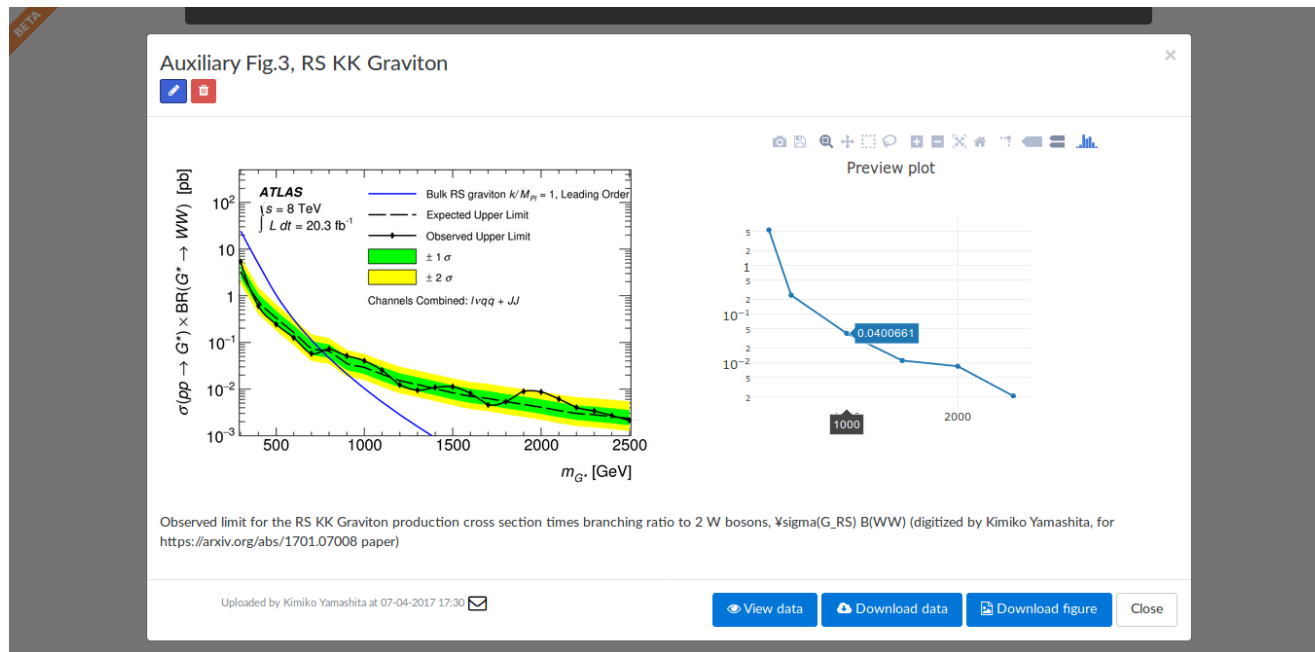 BETA
Auxiliary Fig.3, RS KK Graviton
×
σ(pp → G*) × BR(G* → WW) [pb]
ATLAS
√s = 8 TeV
∫ L dt = 20.3 fb-1
Bulk RS graviton k/MPl = 1, Leading Order
Expected Upper Limit
Observed Upper Limit
± 1 σ
± 2 σ
Channels Combined: lνqq + JJ
10²
10
1
10⁻¹
10⁻²
10⁻³
500 1000 1500 2000 2500
mG* [GeV]
Preview plot
5
2
1
5
2
10⁻¹
5
2
10⁻²
5
2
0.0400661
1000
2000
Observed limit for the RS KK Graviton production cross section times branching ratio to 2 W bosons, ¥sigma(G_RS) B(WW) (digitized by Kimiko Yamashita, for
https://arxiv.org/abs/1701.07008 paper)
Uploaded by Kimiko Yamashita at 07-04-2017 17:30
View data Download data Download figure Close